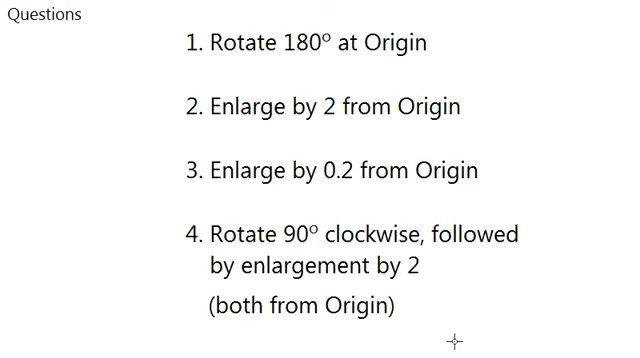 Questions
1. Rotate 180° at Origin
2. Enlarge by 2 from Origin
3. Enlarge by 0.2 from Origin
4. Rotate 90° clockwise, followed
by enlargement by 2
(both from Origin)